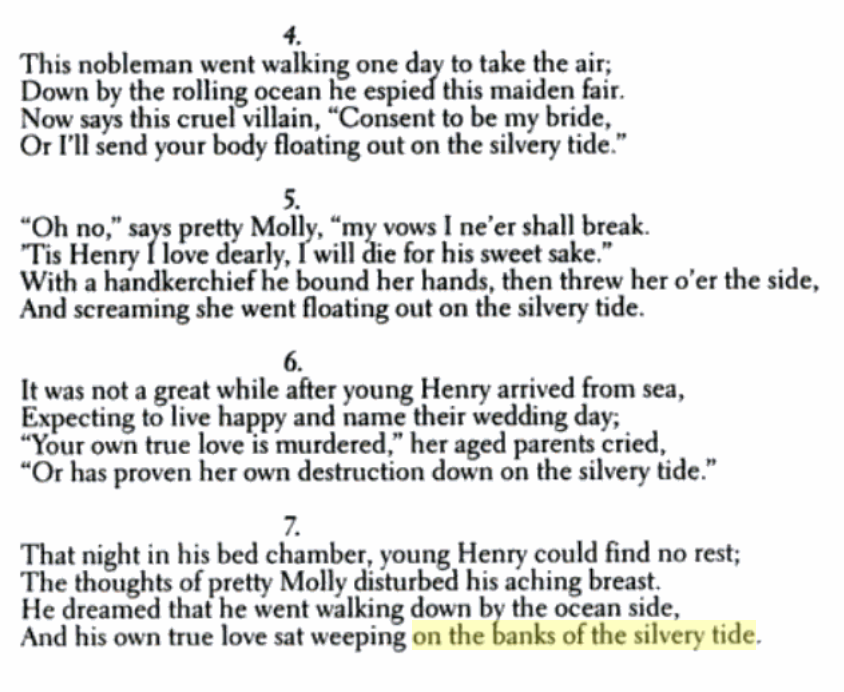 4.
This nobleman went walking one day to take the air;
Down by the rolling ocean he espied this maiden fair.
Now says this cruel villain, “Consent to be my bride,
Or I’ll send your body floating out on the silvery tide.”
5.
“Oh no,” says pretty Molly, “my vows I ne’er shall break.
’Tis Henry I love dearly, I will die for his sweet sake.”
With a handkerchief he bound her hands, then threw her o’er the side,
And screaming she went floating out on the silvery tide.
6.
It was not a great while after young Henry arrived from sea,
Expecting to live happy and name their wedding day;
“Your own true love is murdered,” her aged parents cried,
“Or has proven her own destruction down on the silvery tide.”
7.
That night in his bed chamber, young Henry could find no rest;
The thoughts of pretty Molly disturbed his aching breast.
He dreamed that he went walking down by the ocean side,
And his own true love sat weeping on the banks of the silvery tide.